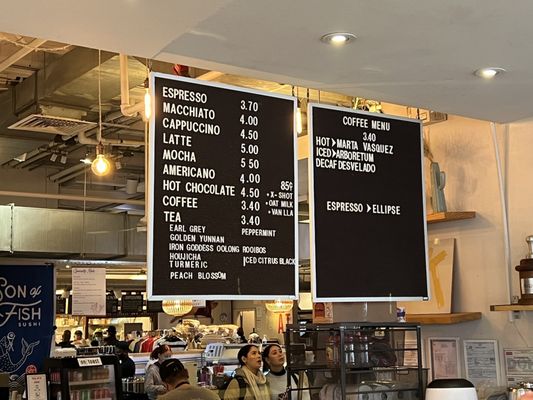 ESPRESSO 3.70
MACCHIATO 4.00
CAPPUCCINO 4.50
LATTE 5.00
MOCHA 5.50
AMERICANO 4.00
HOT CHOCOLATE 4.50
COFFEE 3.40
TEA 3.40
85¢
•X-SHOT
•OAT MILK
•VAN LLA
EARL GREY PEPPERMENT
GOLDEN YUNNAN
IRON GODDESS OOLONG ROOIBOS
HOUJICHA ICED CITRUS BLACK
TURMERIC
PEACH BLOSSOM
COFFEE MENU
3.40
HOT>MARTA VASQUEZ
ICED>ARBORETUM
DECAF DESVELADO
ESPRESSO>ELLIPSE
SON of
FISH
SUSHI